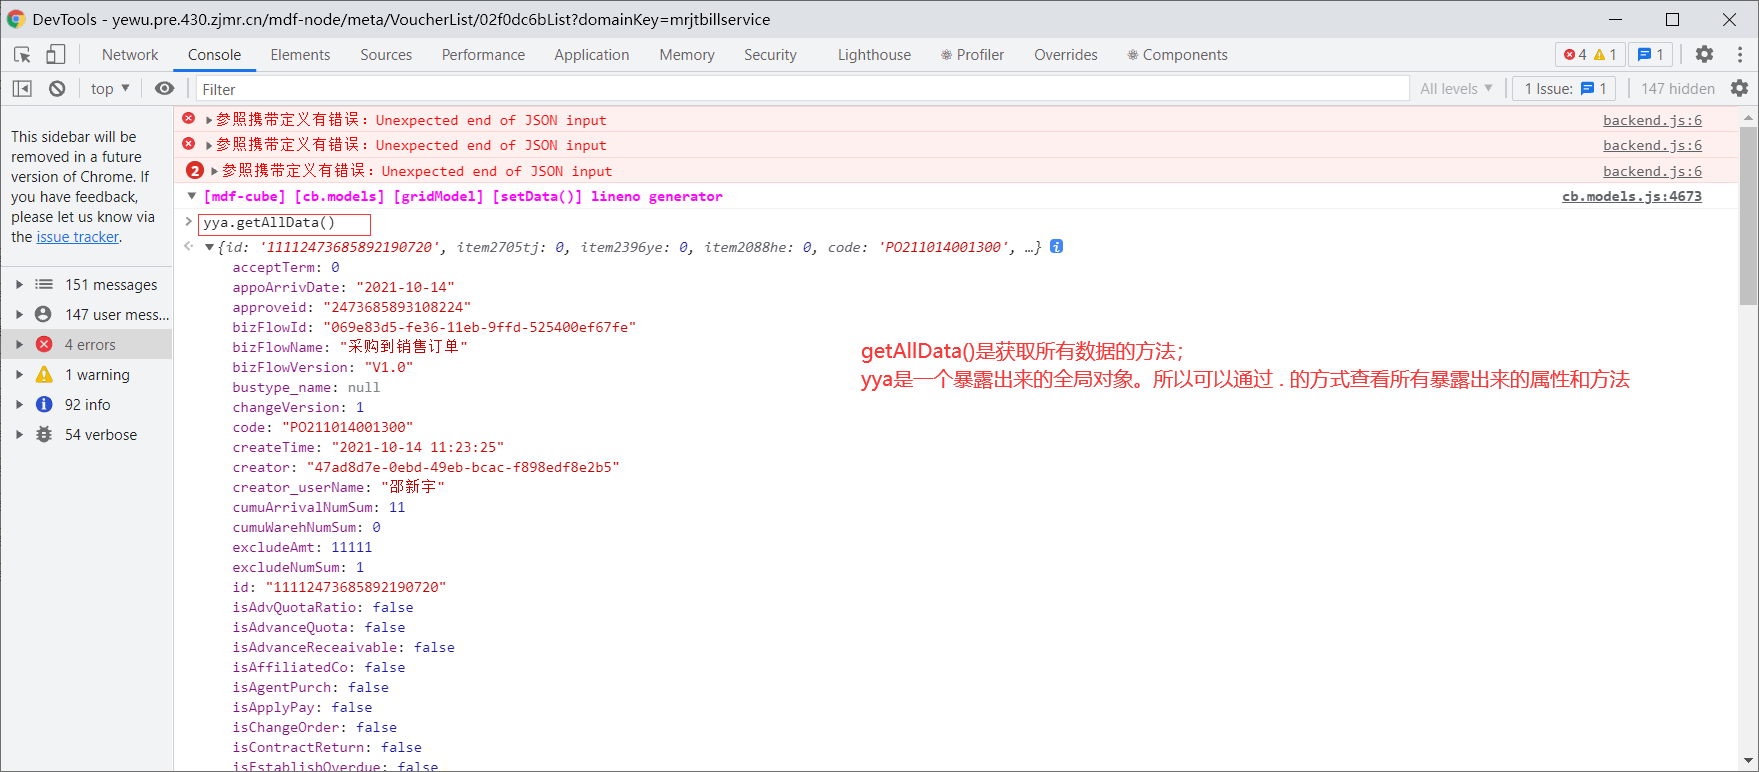 DevTools - yewu.pre.430.zjmr.cn/mdf-node/meta/VoucherList/02f0dc6bList?domainKey=mrjtbillservice
Network Console Elements Sources Performance Application Memory Security Lighthouse Profiler Overrides Components 4 1 1
top Filter All levels 1 Issue: 1 147 hidden
This sidebar will be
removed in a future
version of Chrome. If
you have feedback,
please let us know via
the issue tracker.
151 messages
147 user mess...
4 errors
1 warning
92 info
54 verbose
参照携带定义有错误：Unexpected end of JSON input backend.js:6
参照携带定义有错误：Unexpected end of JSON input backend.js:6
2 参照携带定义有错误：Unexpected end of JSON input backend.js:6
[mdf-cube] [cb.models] [gridModel] [setData()] lineno generator cb.models.js:4673
yya.getAllData()
{id: '11112473685892190720', item2705tj: 0, item2396ye: 0, item2088he: 0, code: 'PO211014001300', …}
acceptTerm: 0
appoArrivDate: "2021-10-14"
approveid: "2473685893108224"
bizFlowId: "069e83d5-fe36-11eb-9ffd-525400ef67fe"
bizFlowName: "采购到销售订单"
bizFlowVersion: "V1.0"
bustype_name: null
changeVersion: 1
code: "PO211014001300"
createTime: "2021-10-14 11:23:25"
creator: "47ad8d7e-0ebd-49eb-bcac-f898edf8e2b5"
creator_userName: "邵新宇"
cumuArrivalNumSum: 11
cumuWarehNumSum: 0
excludeAmt: 11111
excludeNumSum: 1
id: "11112473685892190720"
isAdvQuotaRatio: false
isAdvanceQuota: false
isAdvanceReceaivable: false
isAffiliatedCo: false
isAgentPurch: false
isApplyPay: false
isChangeOrder: false
isContractReturn: false
isEstablishOverdue: false
getAllData()是获取所有数据的方法；
yya是一个暴露出来的全局对象。所以可以通过 . 的方式查看所有暴露出来的属性和方法